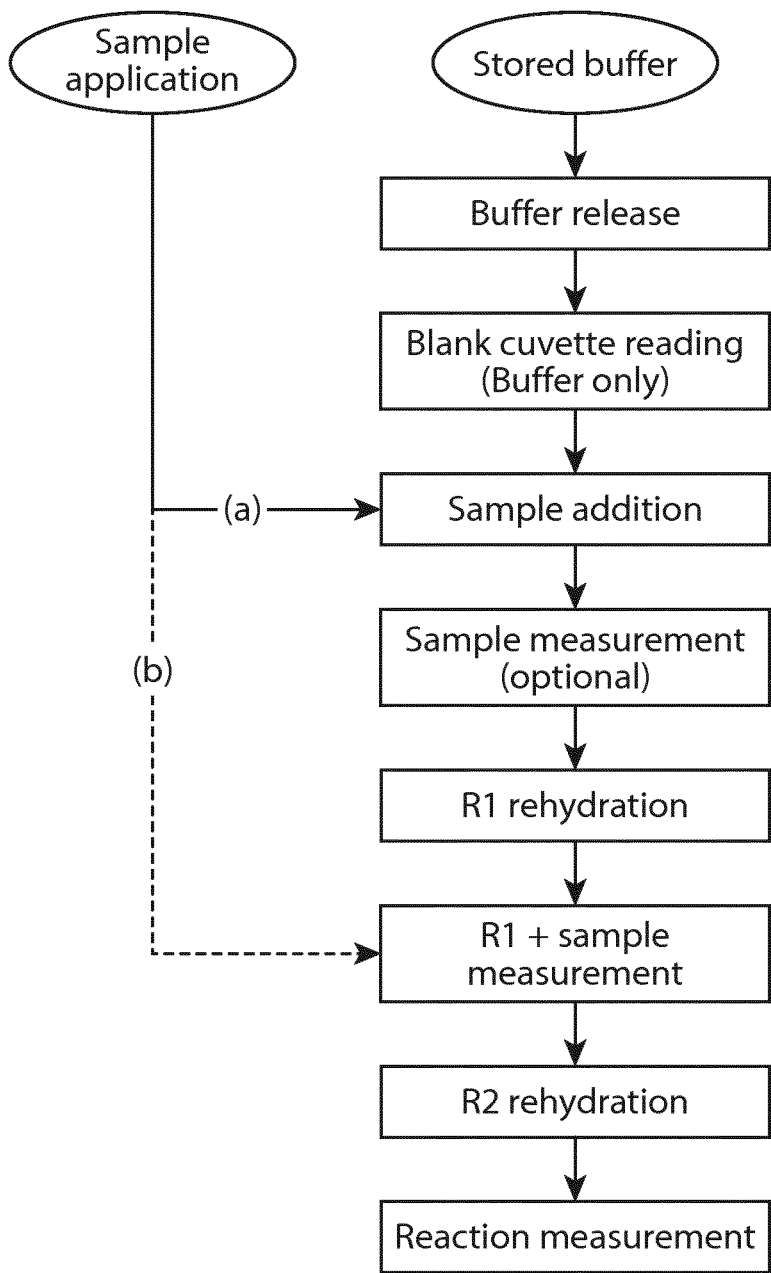 Sample
application
Stored buffer
Buffer release
Blank cuvette reading
(Buffer only)
(a)
Sample addition
Sample measurement
(optional)
(b)
R1 rehydration
R1 + sample
measurement
R2 rehydration
Reaction measurement